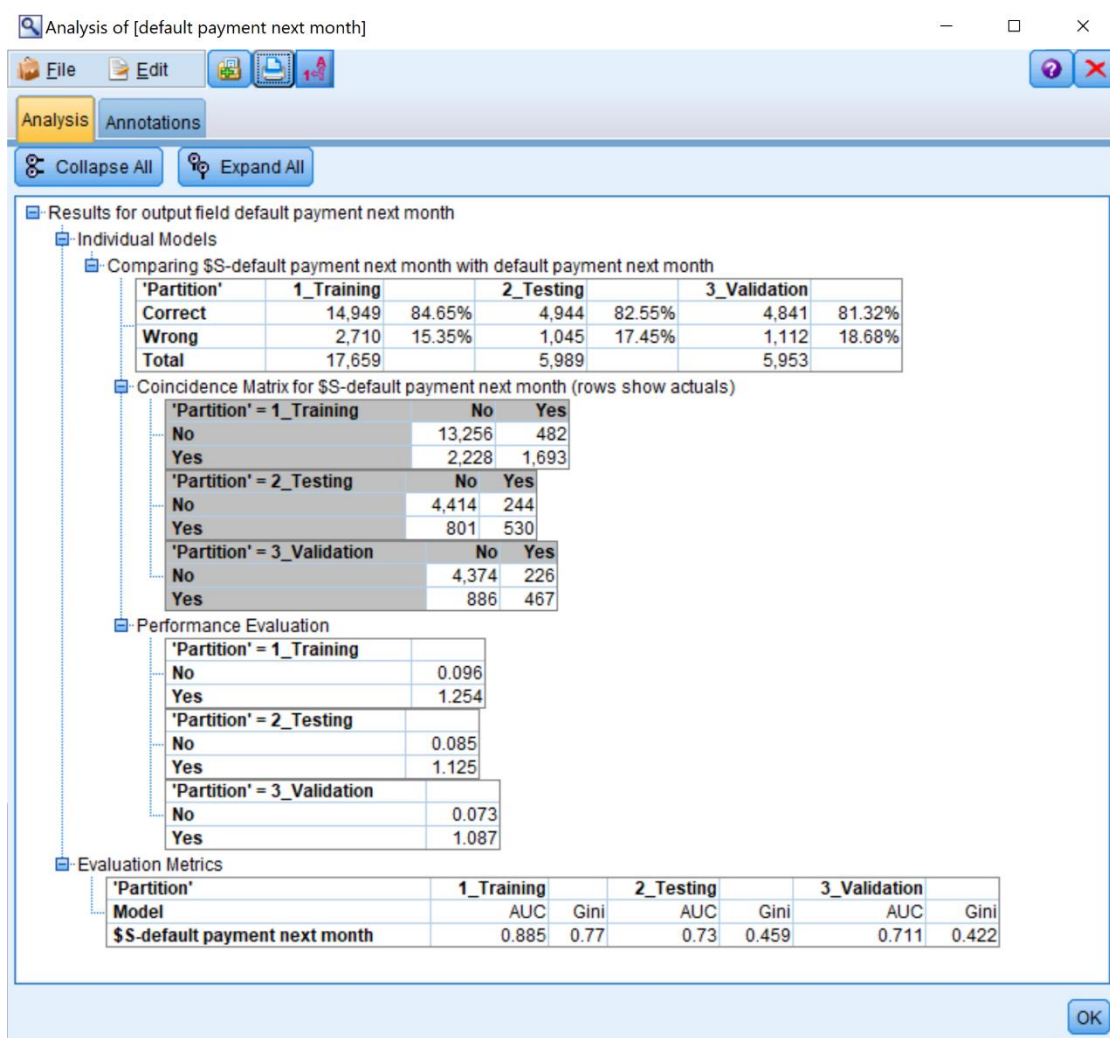 Analysis of [default payment next month]
File Edit
Analysis Annotations
Collapse All Expand All
Results for output field default payment next month
Individual Models
Comparing $S-default payment next month with default payment next month
'Partition' 1_Training 2_Testing 3_Validation
Correct 14,949 84.65% 4,944 82.55% 4,841 81.32%
Wrong 2,710 15.35% 1,045 17.45% 1,112 18.68%
Total 17,659 5,989 5,953
Coincidence Matrix for $S-default payment next month (rows show actuals)
'Partition' = 1_Training No Yes
No 13,256 482
Yes 2,228 1,693
'Partition' = 2_Testing No Yes
No 4,414 244
Yes 801 530
'Partition' = 3_Validation No Yes
No 4,374 226
Yes 886 467
Performance Evaluation
'Partition' = 1_Training
No 0.096
Yes 1.254
'Partition' = 2_Testing
No 0.085
Yes 1.125
'Partition' = 3_Validation
No 0.073
Yes 1.087
Evaluation Metrics
'Partition' 1_Training 2_Testing 3_Validation
Model AUC Gini AUC Gini AUC Gini
$S-default payment next month 0.885 0.77 0.73 0.459 0.711 0.422
OK